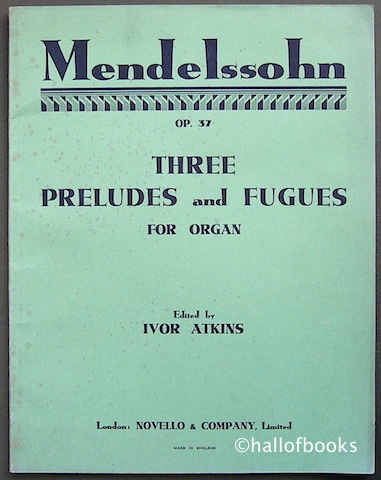 Mendelssohn
OP. 37
THREE
PRELUDES and FUGUES
FOR ORGAN
Edited by
IVOR ATKINS
London: NOVELLO & COMPANY, Limited
MADE IN ENGLAND
©hallofbooks